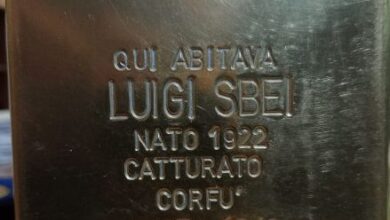 QUI ABITAVA
LUIGI SBEI
NATO 1922
CATTURATO
CORFU'